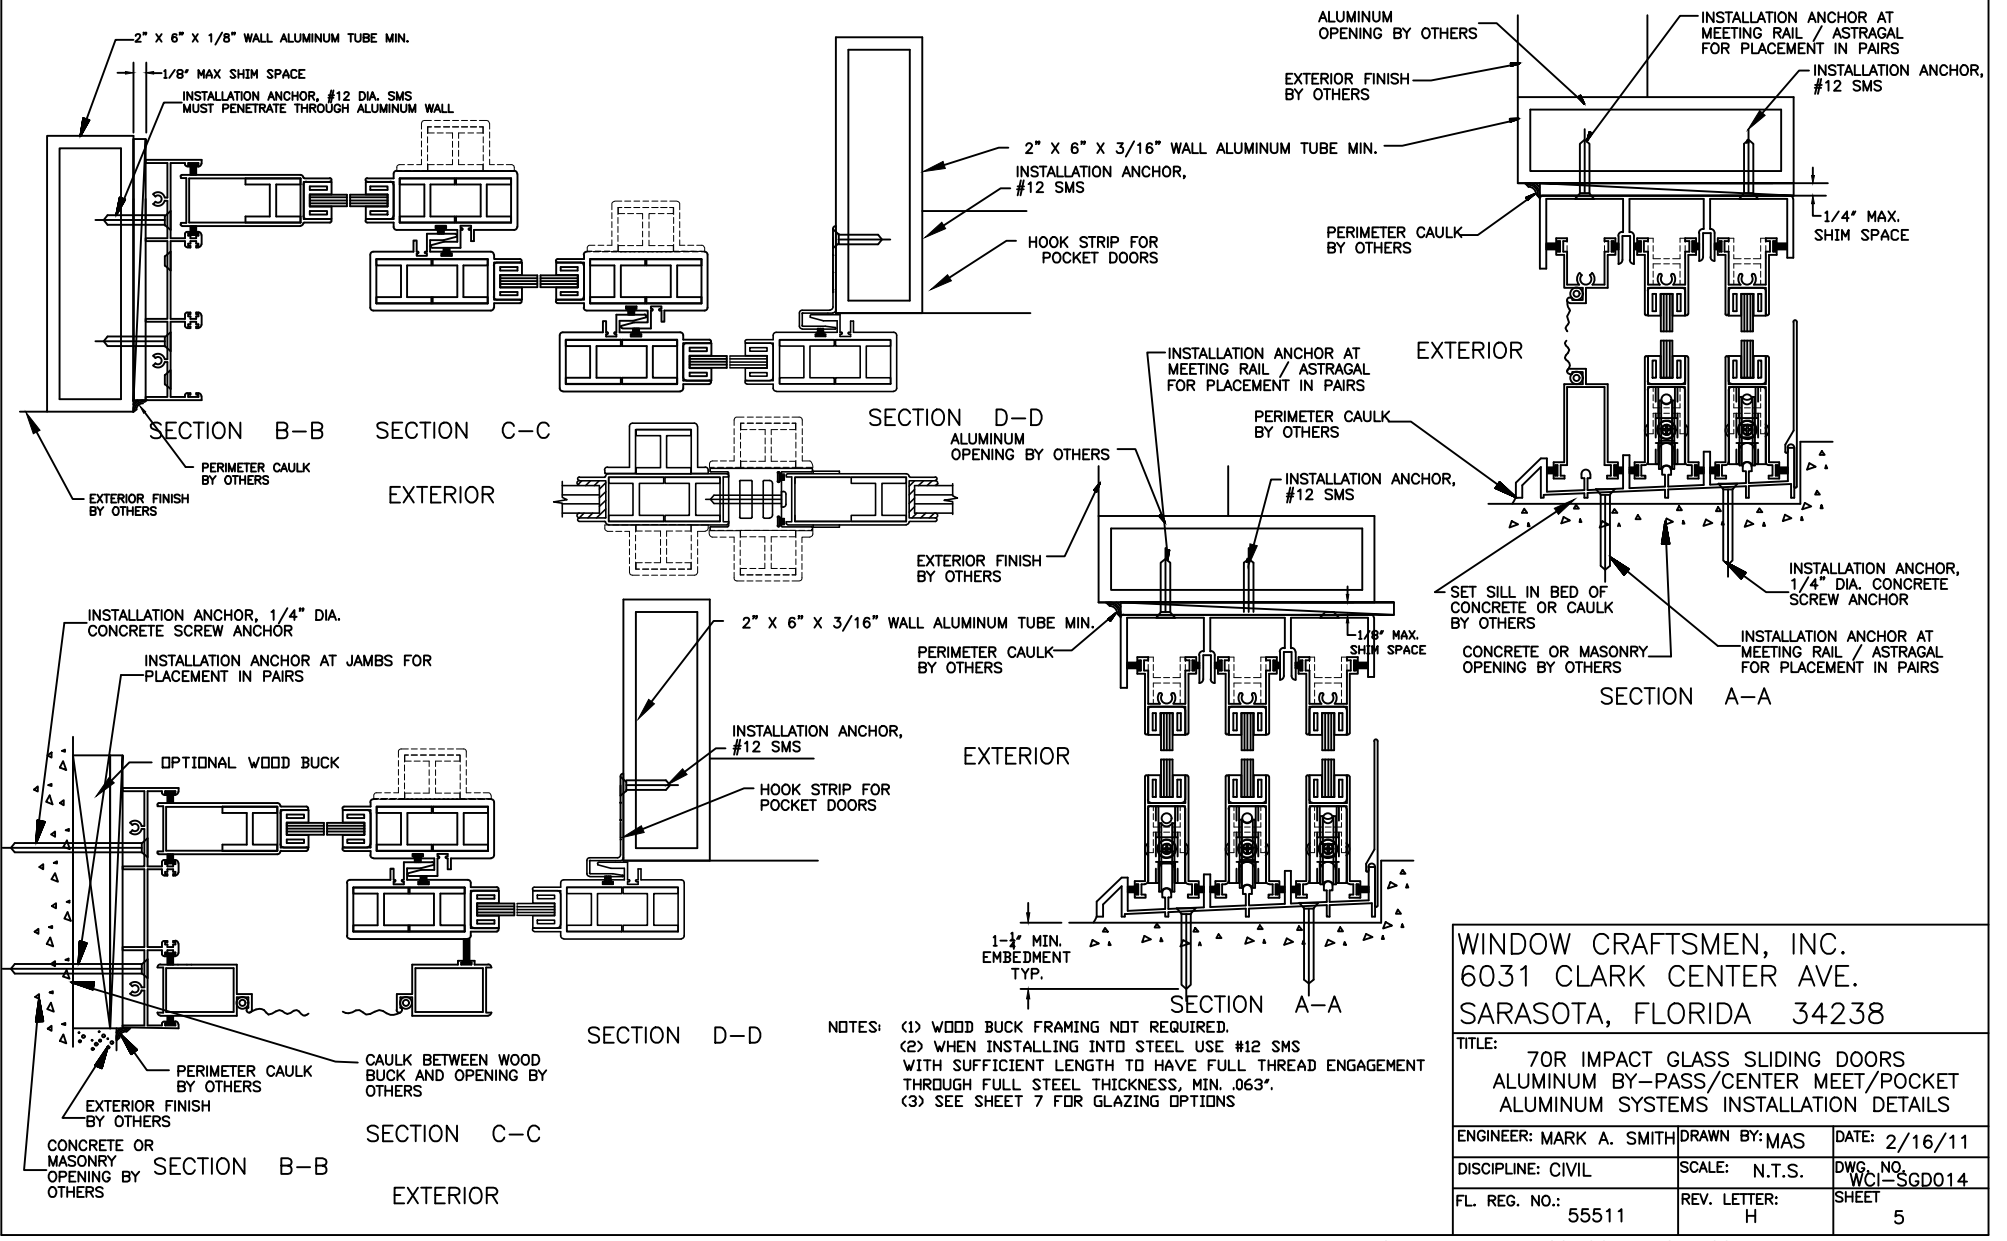 2" X 6" X 1/8" WALL ALUMINUM TUBE MIN.
1/8" MAX SHIM SPACE
INSTALLATION ANCHOR, #12 DIA. SMS
MUST PENETRATE THROUGH ALUMINUM WALL
2" X 6" X 3/16" WALL ALUMINUM TUBE MIN.
INSTALLATION ANCHOR,
#12 SMS
HOOK STRIP FOR
POCKET DOORS
SECTION B-B
SECTION C-C
SECTION D-D
PERIMETER CAULK
BY OTHERS
EXTERIOR FINISH
BY OTHERS
EXTERIOR
ALUMINUM
OPENING BY OTHERS
EXTERIOR FINISH
BY OTHERS
INSTALLATION ANCHOR AT
MEETING RAIL / ASTRAGAL
FOR PLACEMENT IN PAIRS
INSTALLATION ANCHOR,
#12 SMS
PERIMETER CAULK
BY OTHERS
1/4" MAX.
SHIM SPACE
EXTERIOR
PERIMETER CAULK
BY OTHERS
SET SILL IN BED OF
CONCRETE OR CAULK
BY OTHERS
CONCRETE OR MASONRY
OPENING BY OTHERS
INSTALLATION ANCHOR,
1/4" DIA. CONCRETE
SCREW ANCHOR
INSTALLATION ANCHOR AT
MEETING RAIL / ASTRAGAL
FOR PLACEMENT IN PAIRS
SECTION A-A
INSTALLATION ANCHOR AT
MEETING RAIL / ASTRAGAL
FOR PLACEMENT IN PAIRS
ALUMINUM
OPENING BY OTHERS
INSTALLATION ANCHOR,
#12 SMS
EXTERIOR FINISH
BY OTHERS
PERIMETER CAULK
BY OTHERS
1/8" MAX.
SHIM SPACE
EXTERIOR
1-1/2" MIN.
EMBEDMENT
TYP.
SECTION A-A
INSTALLATION ANCHOR, 1/4" DIA.
CONCRETE SCREW ANCHOR
INSTALLATION ANCHOR AT JAMBS FOR
PLACEMENT IN PAIRS
OPTIONAL WOOD BUCK
2" X 6" X 3/16" WALL ALUMINUM TUBE MIN.
INSTALLATION ANCHOR,
#12 SMS
HOOK STRIP FOR
POCKET DOORS
SECTION D-D
PERIMETER CAULK
BY OTHERS
CAULK BETWEEN WOOD
BUCK AND OPENING BY
OTHERS
EXTERIOR FINISH
BY OTHERS
CONCRETE OR
MASONRY
OPENING BY
OTHERS
SECTION C-C
SECTION B-B
EXTERIOR
NOTES: (1) WOOD BUCK FRAMING NOT REQUIRED.
(2) WHEN INSTALLING INTO STEEL USE #12 SMS
WITH SUFFICIENT LENGTH TO HAVE FULL THREAD ENGAGEMENT
THROUGH FULL STEEL THICKNESS, MIN. .063".
(3) SEE SHEET 7 FOR GLAZING OPTIONS
WINDOW CRAFTSMEN, INC.
6031 CLARK CENTER AVE.
SARASOTA, FLORIDA 34238
TITLE:
70R IMPACT GLASS SLIDING DOORS
ALUMINUM BY-PASS/CENTER MEET/POCKET
ALUMINUM SYSTEMS INSTALLATION DETAILS
ENGINEER: MARK A. SMITH
DRAWN BY: MAS
DATE: 2/16/11
DISCIPLINE: CIVIL
SCALE: N.T.S.
DWG. NO.
WCI-SGD014
FL. REG. NO.: 55511
REV. LETTER:
H
SHEET
5